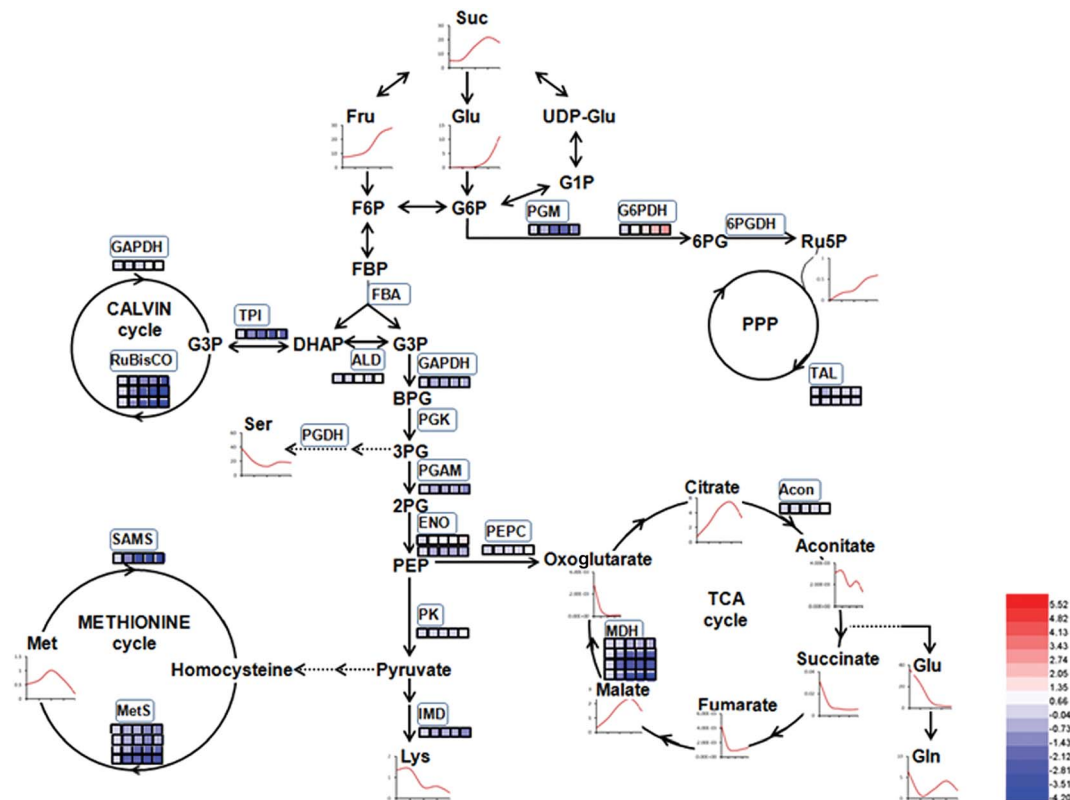 Suc
Fru
Glu
UDP-Glu
G1P
F6P
G6P
PGM
G6PDH
6PGDH
6PG
Ru5P
GAPDH
FBP
FBA
CALVIN
cycle
TPI
PPP
G3P
DHAP
G3P
RuBisCO
ALD
GAPDH
TAL
BPG
PGK
Ser
PGDH
3PG
PGAM
2PG
Citrate
Acon
ENO
PEPC
SAMS
Oxoglutarate
Aconitate
PEP
TCA
cycle
METHIONINE
cycle
PK
MDH
Met
Homocysteine
Pyruvate
Succinate
Glu
Malate
Fumarate
MetS
IMD
Lys
Gln
5.52
4.82
4.13
3.43
2.74
2.05
1.35
0.66
-0.04
-0.73
-1.43
-2.12
-2.81
-3.51
-4.20